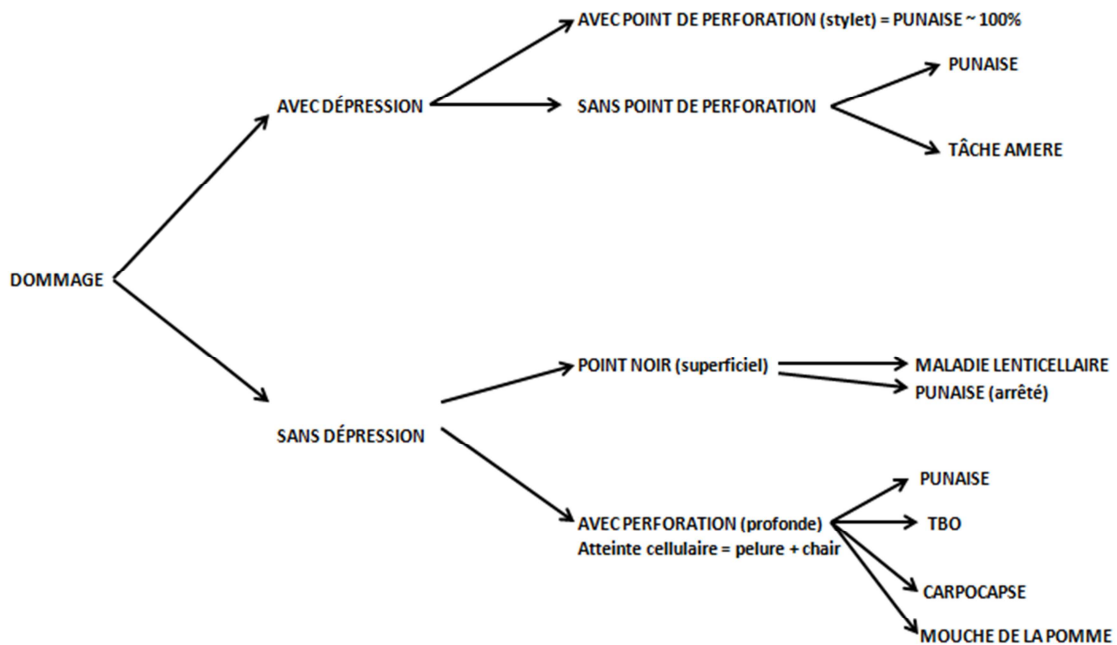 AVEC POINT DE PERFORATION (stylet) = PUNAISE ~ 100%
PUNAISE
AVEC DÉPRESSION
SANS POINT DE PERFORATION
TÂCHE AMERE
DOMMAGE
POINT NOIR (superficiel)
MALADIE LENTICELLAIRE
PUNAISE (arrêté)
SANS DÉPRESSION
PUNAISE
AVEC PERFORATION (profonde)
TBO
Atteinte cellulaire = pelure + chair
CARPOCAPSE
MOUCHE DE LA POMME